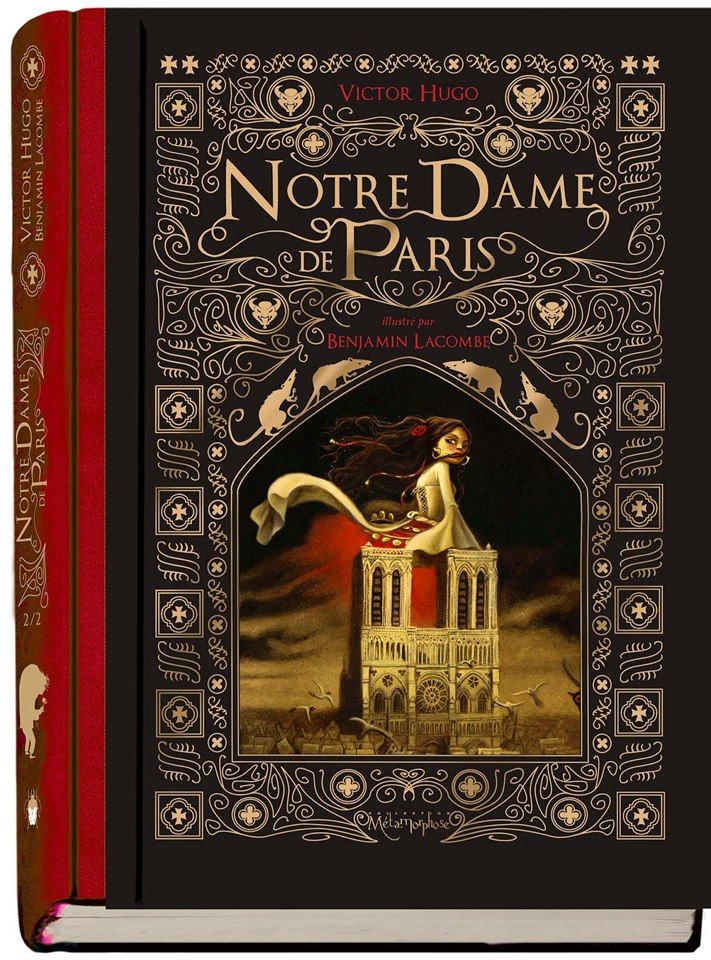 VICTOR HUGO
NOTRE DAME
DE PARIS
illustré par
BENJAMIN LACOMBE
COLLECTION
Métamorphose
VICTOR HUGO
BENJAMIN LACOMBE
NOTRE DAME
DE PARIS
2/2